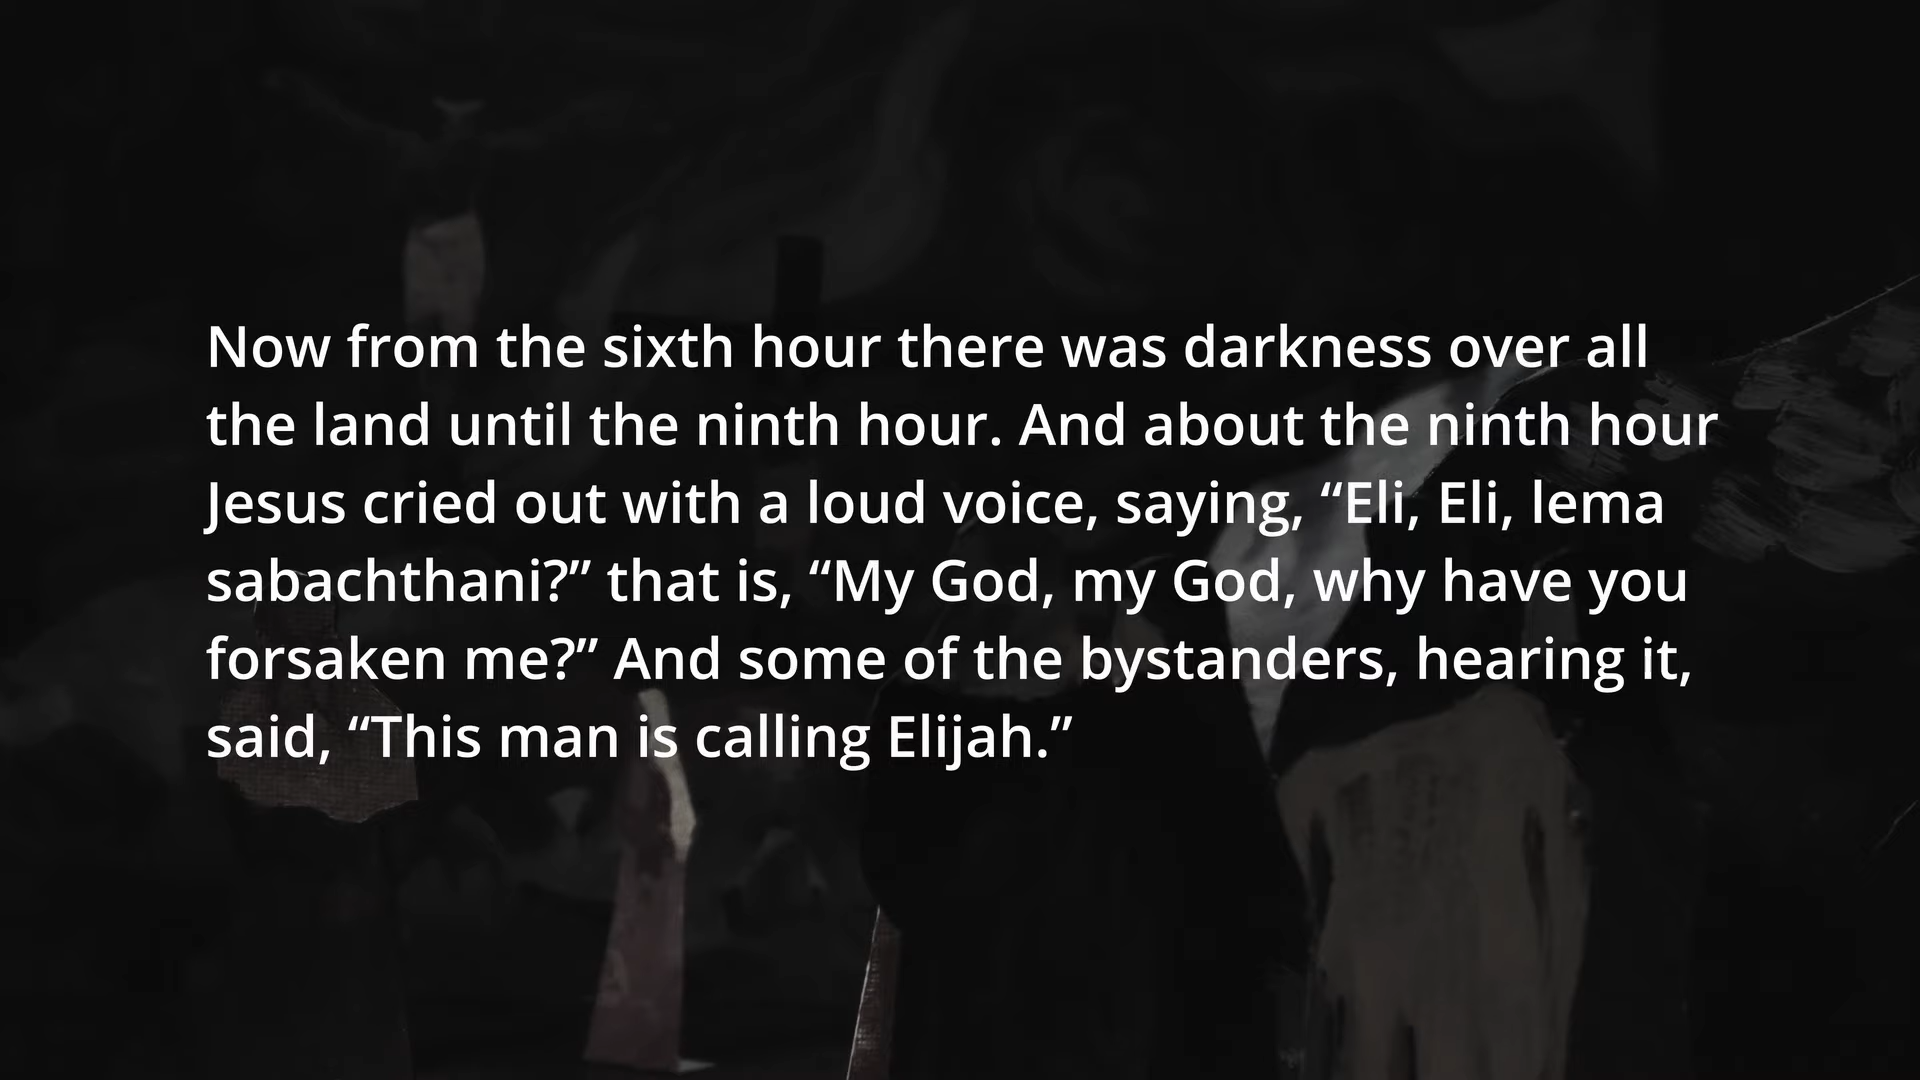 Now from the sixth hour there was darkness over all
the land until the ninth hour. And about the ninth hour
Jesus cried out with a loud voice, saying, “Eli, Eli, lema
sabachthani?” that is, “My God, my God, why have you
forsaken me?” And some of the bystanders, hearing it,
said, “This man is calling Elijah.”